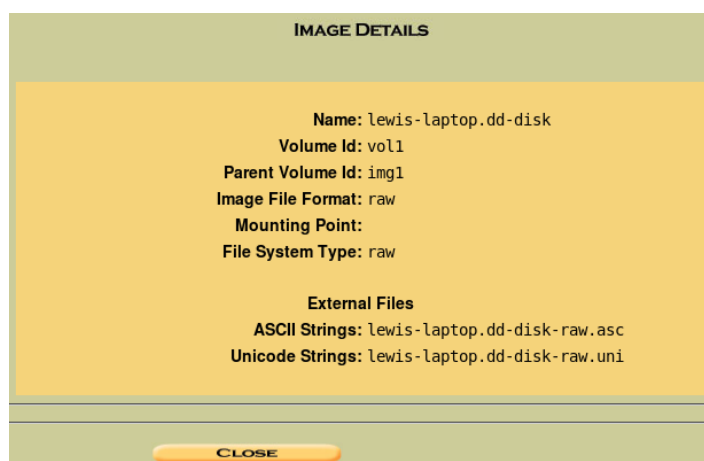 IMAGE DETAILS
Name: lewis-laptop.dd-disk
Volume Id: vol1
Parent Volume Id: img1
Image File Format: raw
Mounting Point:
File System Type: raw
External Files
ASCII Strings: lewis-laptop.dd-disk-raw.asc
Unicode Strings: lewis-laptop.dd-disk-raw.uni
CLOSE